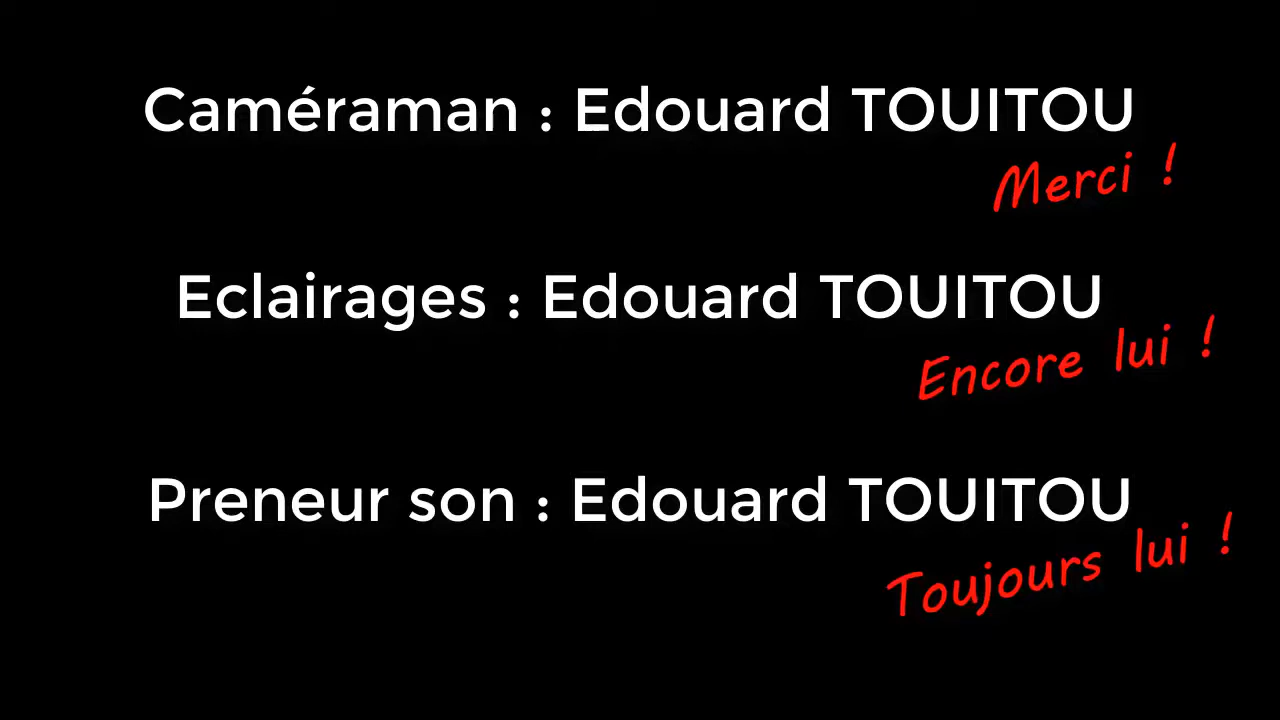 Caméraman : Edouard TOUITOU
Merci !
Eclairages : Edouard TOUITOU
Encore lui !
Preneur son : Edouard TOUITOU
Toujours lui !